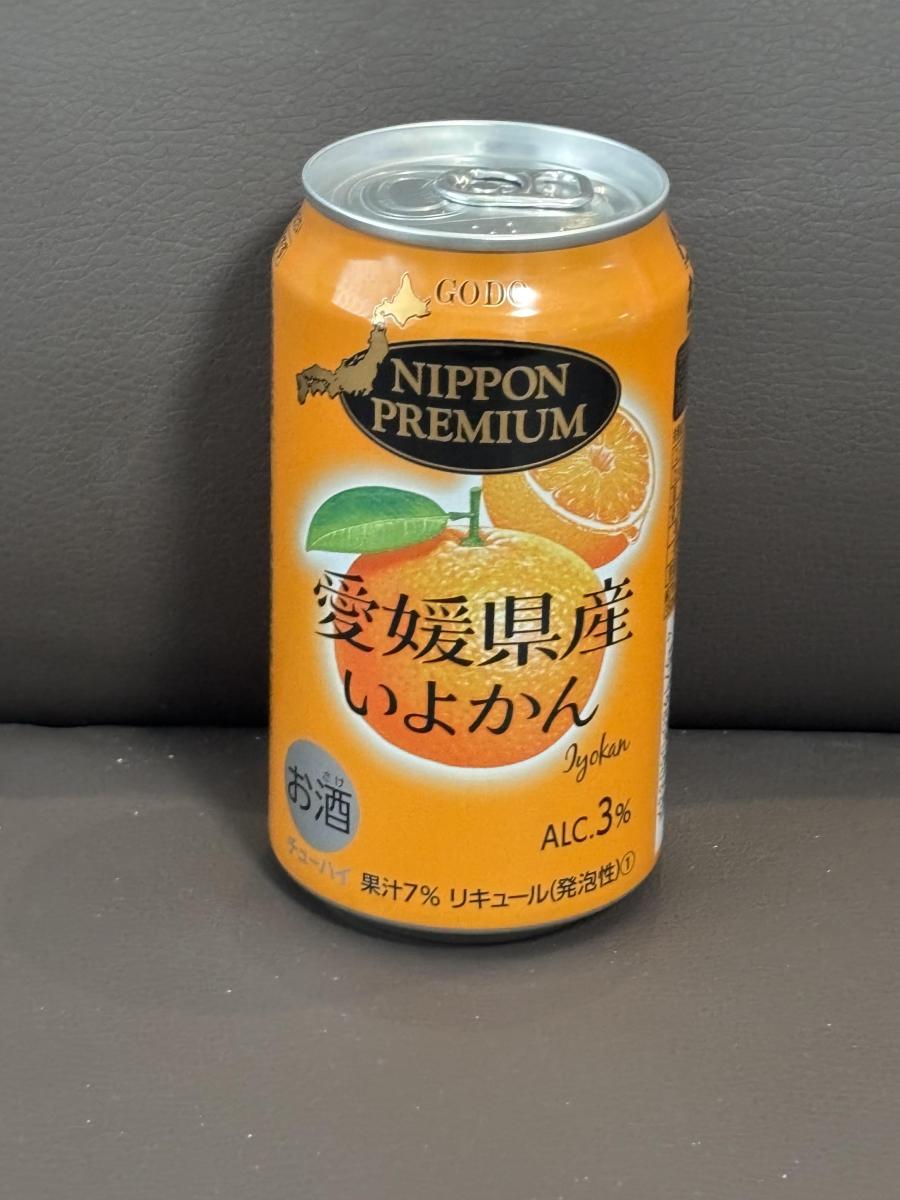 GODO
NIPPON
PREMIUM
愛媛県産
いよかん
Iyokan
さけ
お酒
チューハイ
ALC.3%
果汁7% リキュール(発泡性)①